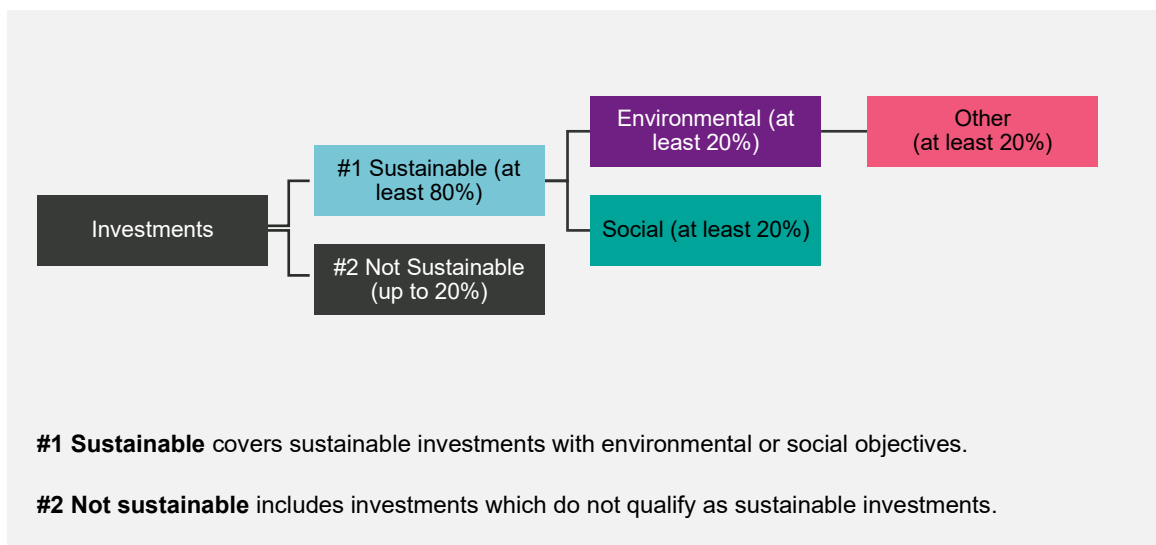 Environmental (at
least 20%)
Other
(at least 20%)
#1 Sustainable (at
least 80%)
Investments
Social (at least 20%)
#2 Not Sustainable
(up to 20%)
#1 Sustainable covers sustainable investments with environmental or social objectives.
#2 Not sustainable includes investments which do not qualify as sustainable investments.